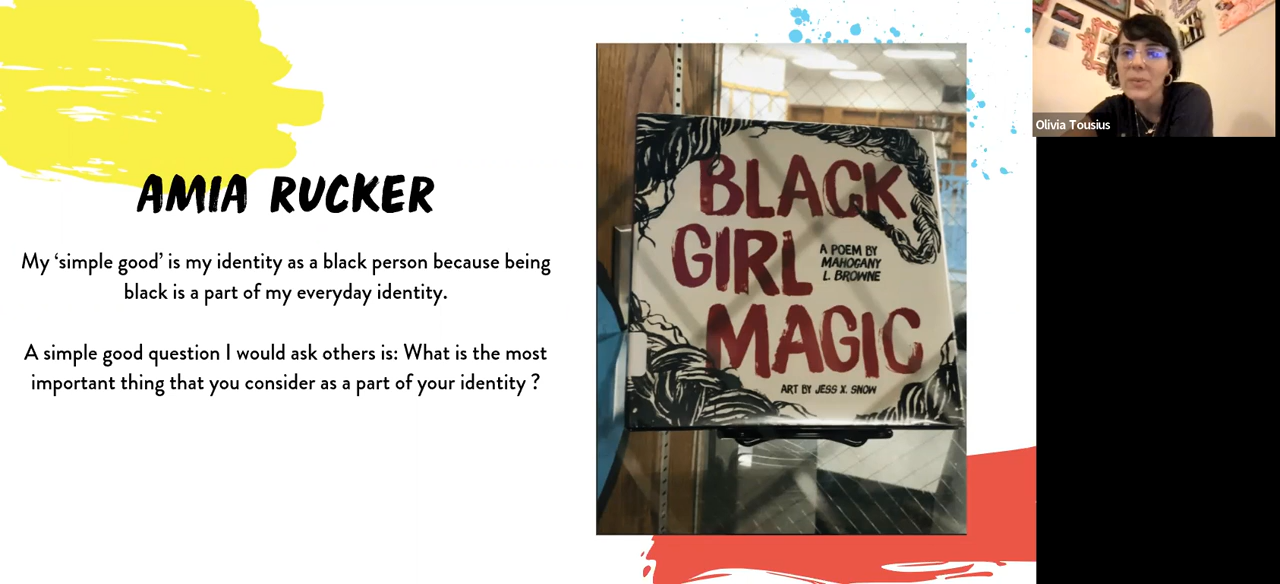 AMIA RUCKER
My ‘simple good’ is my identity as a black person because being
black is a part of my everyday identity.
A simple good question I would ask others is: What is the most
important thing that you consider as a part of your identity ?
BLACK
GIRL
A POEM BY
MAHOGANY
L. BROWNE
MAGIC
ART BY JESS X. SNOW
Olivia Tousius